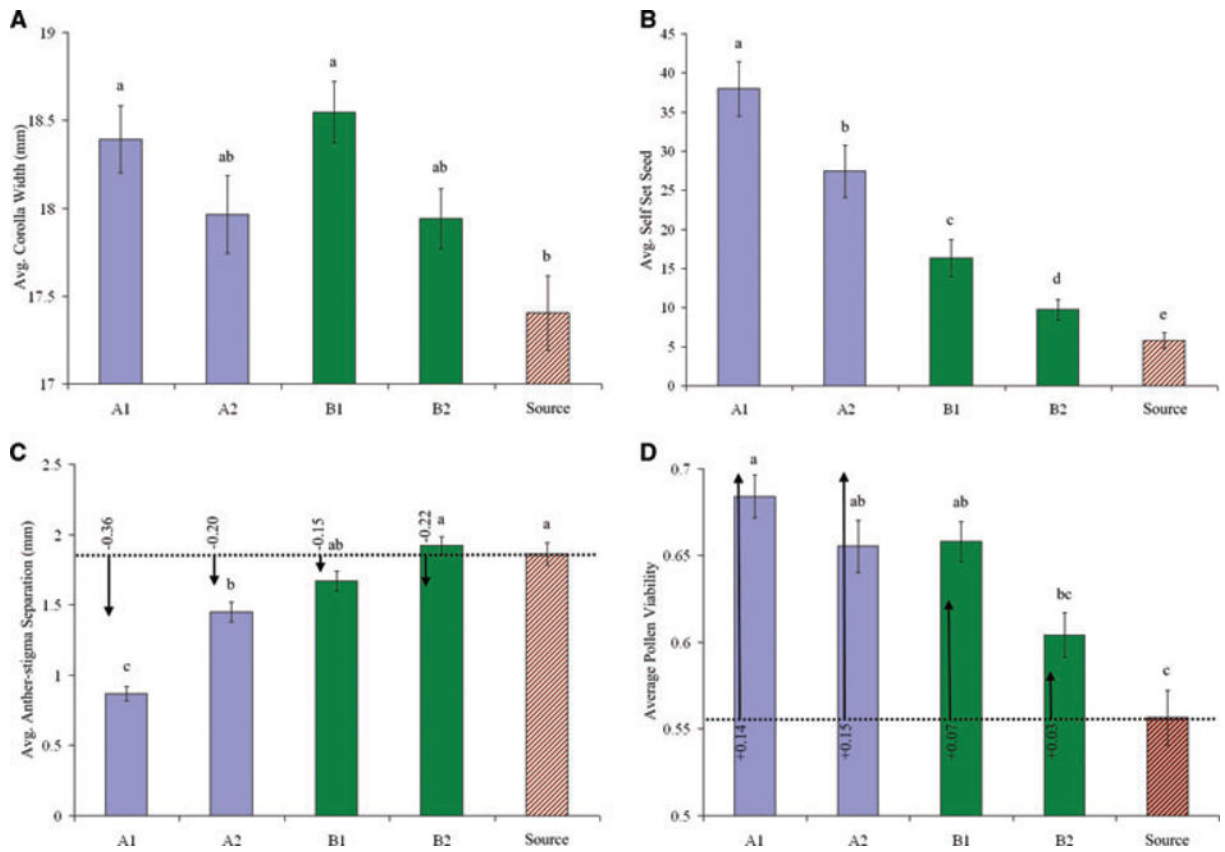 A
Avg. Corolla Width (mm)
19
18.5
18
17.5
17
a
ab
a
ab
b
A1
A2
B1
B2
Source
B
Avg. Self Set Seed
45
40
35
30
25
20
15
10
5
0
a
b
c
d
e
A1
A2
B1
B2
Source
C
Avg. Anther-stigma Separation (mm)
2.5
2
1.5
1
0.5
0
-0.36
-0.20
-0.15
-0.22
c
b
ab
a
a
A1
A2
B1
B2
Source
D
Average Pollen Viability
0.7
0.65
0.6
0.55
0.5
a
ab
ab
bc
c
+0.14
+0.15
+0.07
+0.03
A1
A2
B1
B2
Source